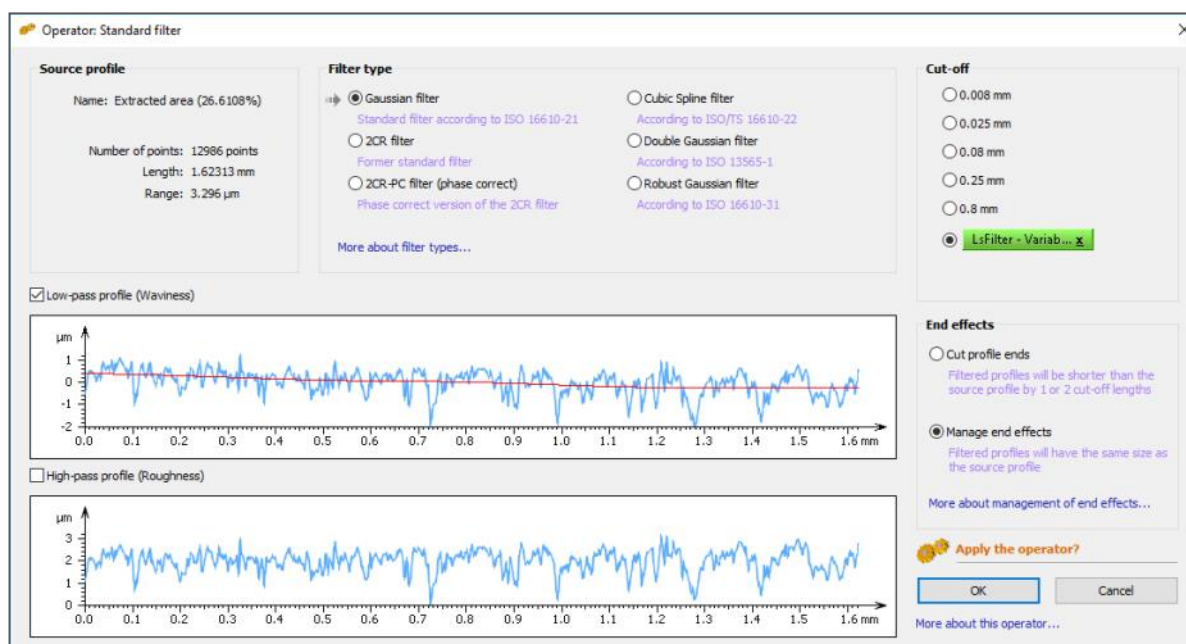 Operator: Standard filter
Source profile
Name: Extracted area (26.6108%)
Number of points: 12986 points
Length: 1.62313 mm
Range: 3.296 µm
Filter type
Gaussian filter
Standard filter according to ISO 16610-21
2CR filter
Former standard filter
2CR-PC filter (phase correct)
Phase correct version of the 2CR filter
Cubic Spline filter
According to ISO/TS 16610-22
Double Gaussian filter
According to ISO 13565-1
Robust Gaussian filter
According to ISO 16610-31
More about filter types...
Cut-off
0.008 mm
0.025 mm
0.08 mm
0.25 mm
0.8 mm
LsFilter - Variab... x
Low-pass profile (Waviness)
µm
1
0
-1
-2
0.0 0.1 0.2 0.3 0.4 0.5 0.6 0.7 0.8 0.9 1.0 1.1 1.2 1.3 1.4 1.5 1.6 mm
High-pass profile (Roughness)
µm
3
2
1
0
0.0 0.1 0.2 0.3 0.4 0.5 0.6 0.7 0.8 0.9 1.0 1.1 1.2 1.3 1.4 1.5 1.6 mm
End effects
Cut profile ends
Filtered profiles will be shorter than the
source profile by 1 or 2 cut-off lengths
Manage end effects
Filtered profiles will have the same size as
the source profile
More about management of end effects...
Apply the operator?
OK
Cancel
More about this operator...